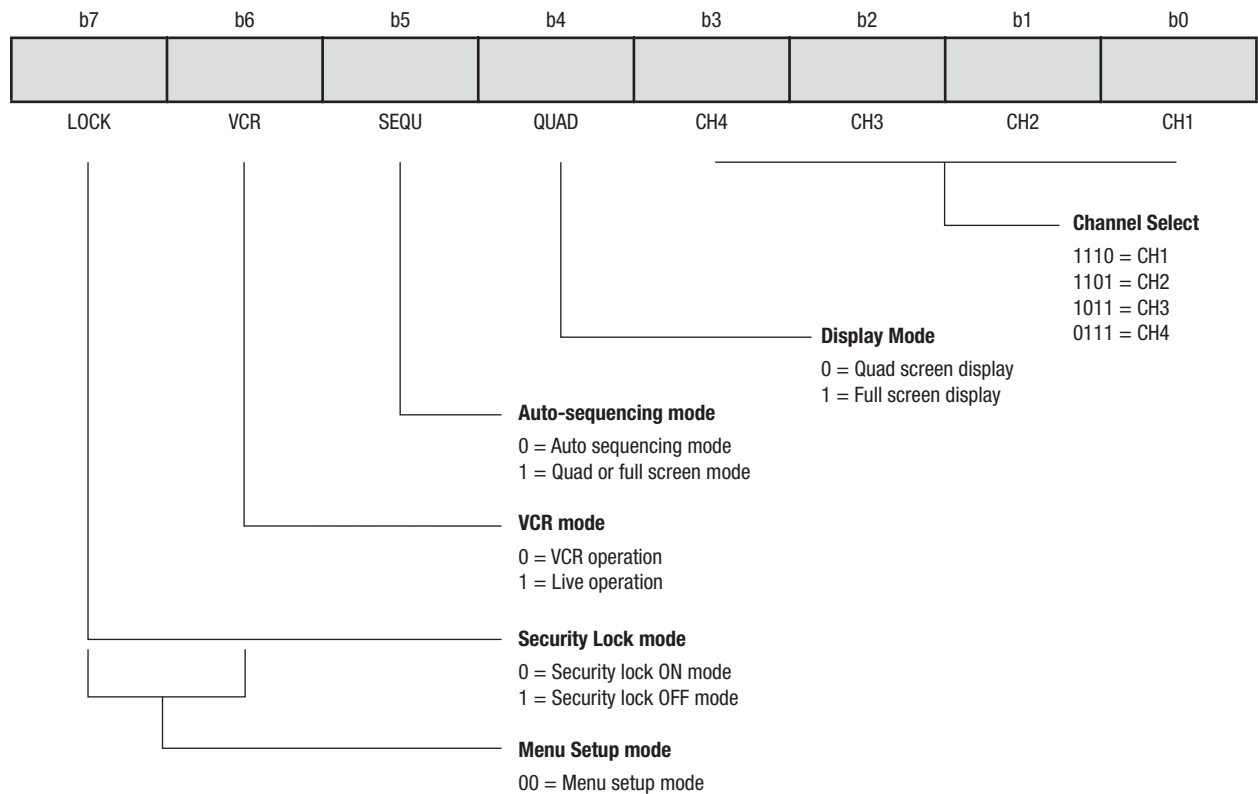 b7 b6 b5 b4 b3 b2 b1 b0
LOCK VCR SEQU QUAD CH4 CH3 CH2 CH1
Channel Select
1110 = CH1
1101 = CH2
1011 = CH3
0111 = CH4
Display Mode
0 = Quad screen display
1 = Full screen display
Auto-sequencing mode
0 = Auto sequencing mode
1 = Quad or full screen mode
VCR mode
0 = VCR operation
1 = Live operation
Security Lock mode
0 = Security lock ON mode
1 = Security lock OFF mode
Menu Setup mode
00 = Menu setup mode